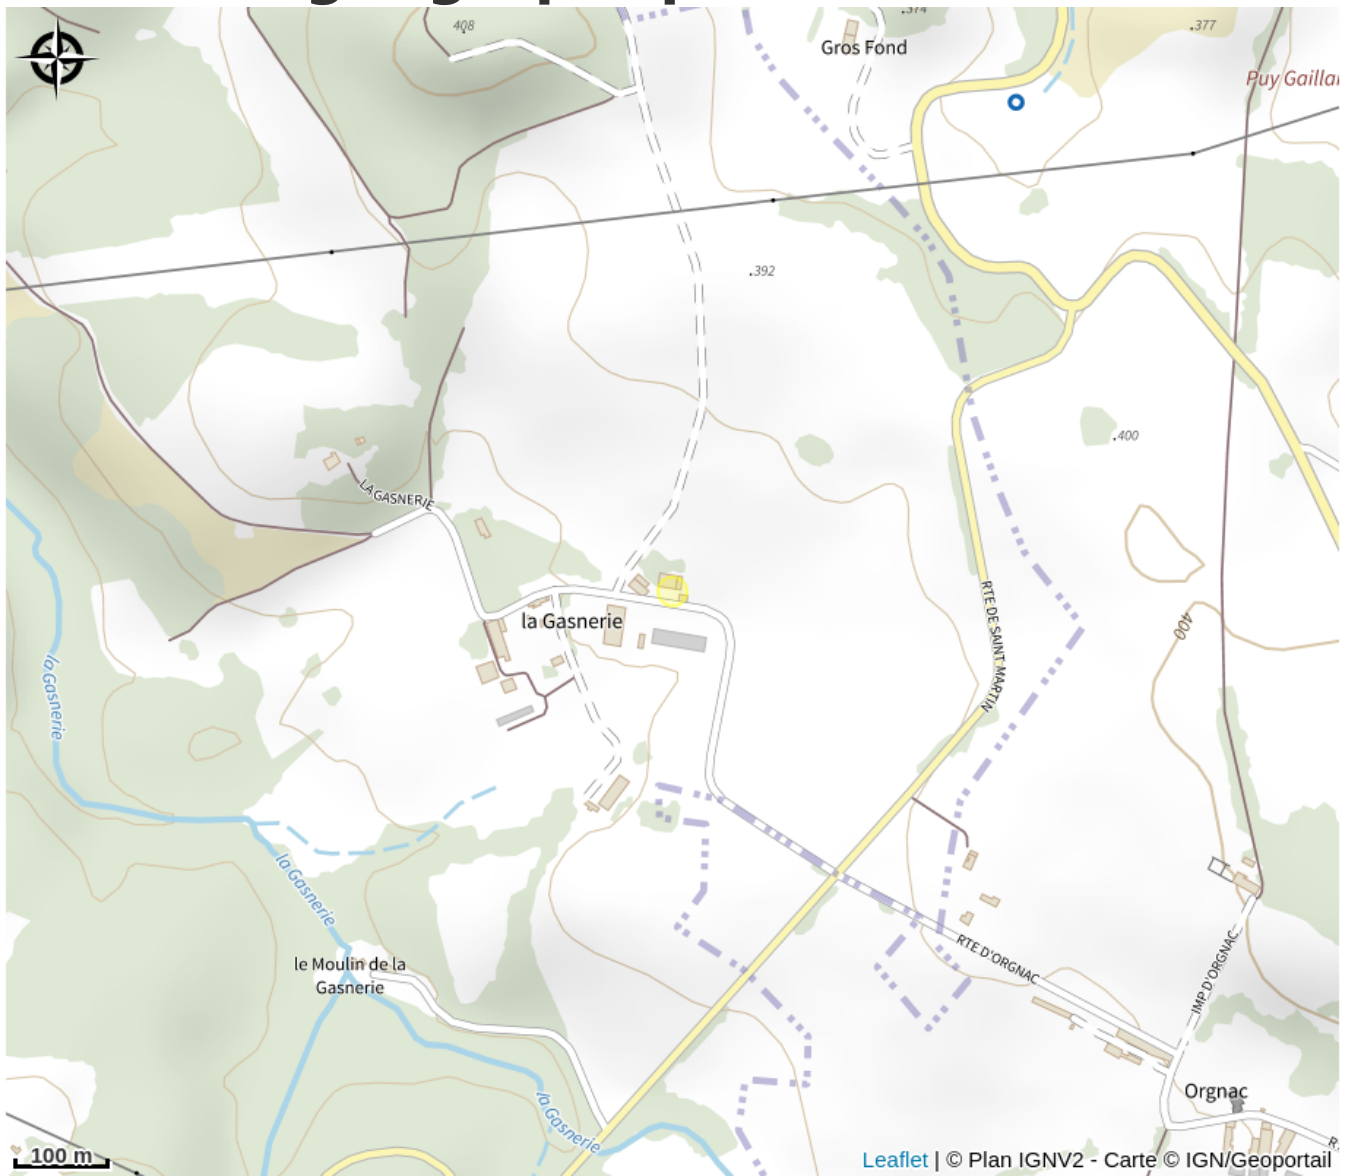 408
Gros Fond
374
377
Puy Gaillar
392
400
LA GASNERIE
la Gasnerie
RTE DE SAINT MARTIN
400
la Gasnerie
la Gasnerie
le Moulin de la
Gasnerie
RTE D'ORGNAC
IMP D'ORGNAC
Orgnac
la Gasnerie
R.
100 m
Leaflet | © Plan IGNV2 - Carte © IGN/Geoportail